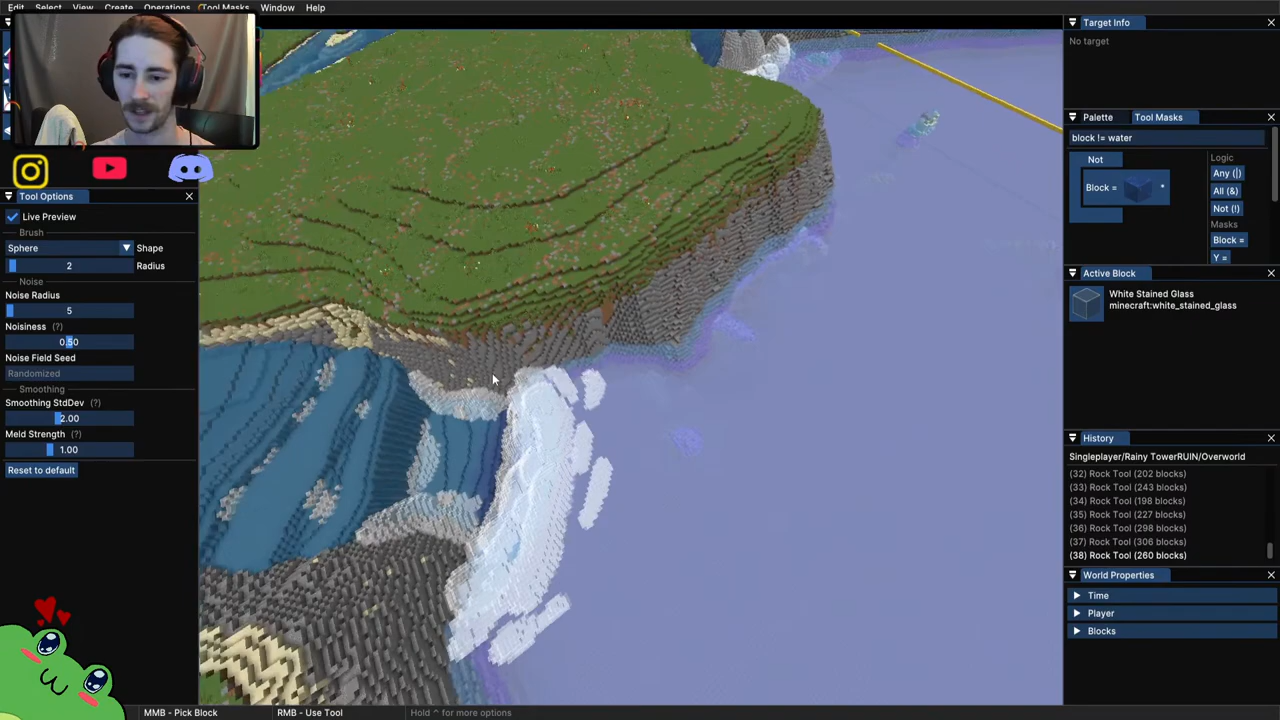 Edit Select View Create Operations Tool Masks Window Help
Tool Options
Live Preview
Brush
Sphere Shape
2 Radius
Noise
Noise Radius
5
Noisiness (?)
0.50
Noise Field Seed
Randomized
Smoothing
Smoothing StdDev (?)
2.00
Meld Strength (?)
1.00
Reset to default
MMB - Pick Block RMB - Use Tool Hold ^ for more options
Target Info
No target
Palette Tool Masks
block != water
Not
Block = *
Logic
Any (|)
All (&)
Not (!)
Masks
Block =
Y =
Active Block
White Stained Glass
minecraft:white_stained_glass
History
Singleplayer/Rainy TowerRUIN/Overworld
(32) Rock Tool (202 blocks)
(33) Rock Tool (243 blocks)
(34) Rock Tool (198 blocks)
(35) Rock Tool (227 blocks)
(36) Rock Tool (298 blocks)
(37) Rock Tool (306 blocks)
(38) Rock Tool (260 blocks)
World Properties
Time
Player
Blocks